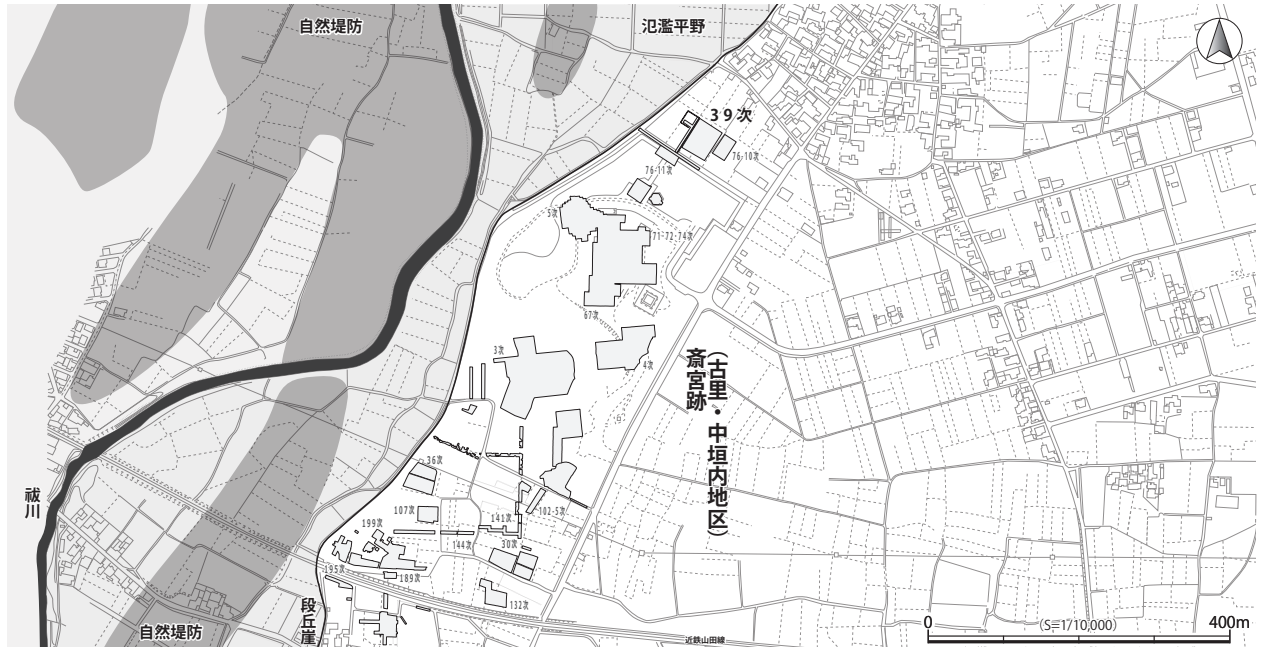 自然堤防
氾濫平野
39次
76-10次
76-11次
5次
71-72-74次
67次
3次
4次
斎宮跡
(古里・中垣内地区)
36次
祓川
107次
141次
102-5次
199次
144次
30次
195次
189次
132次
段丘崖
自然堤防
近鉄山田線
0
(S=1/10,000)
400m